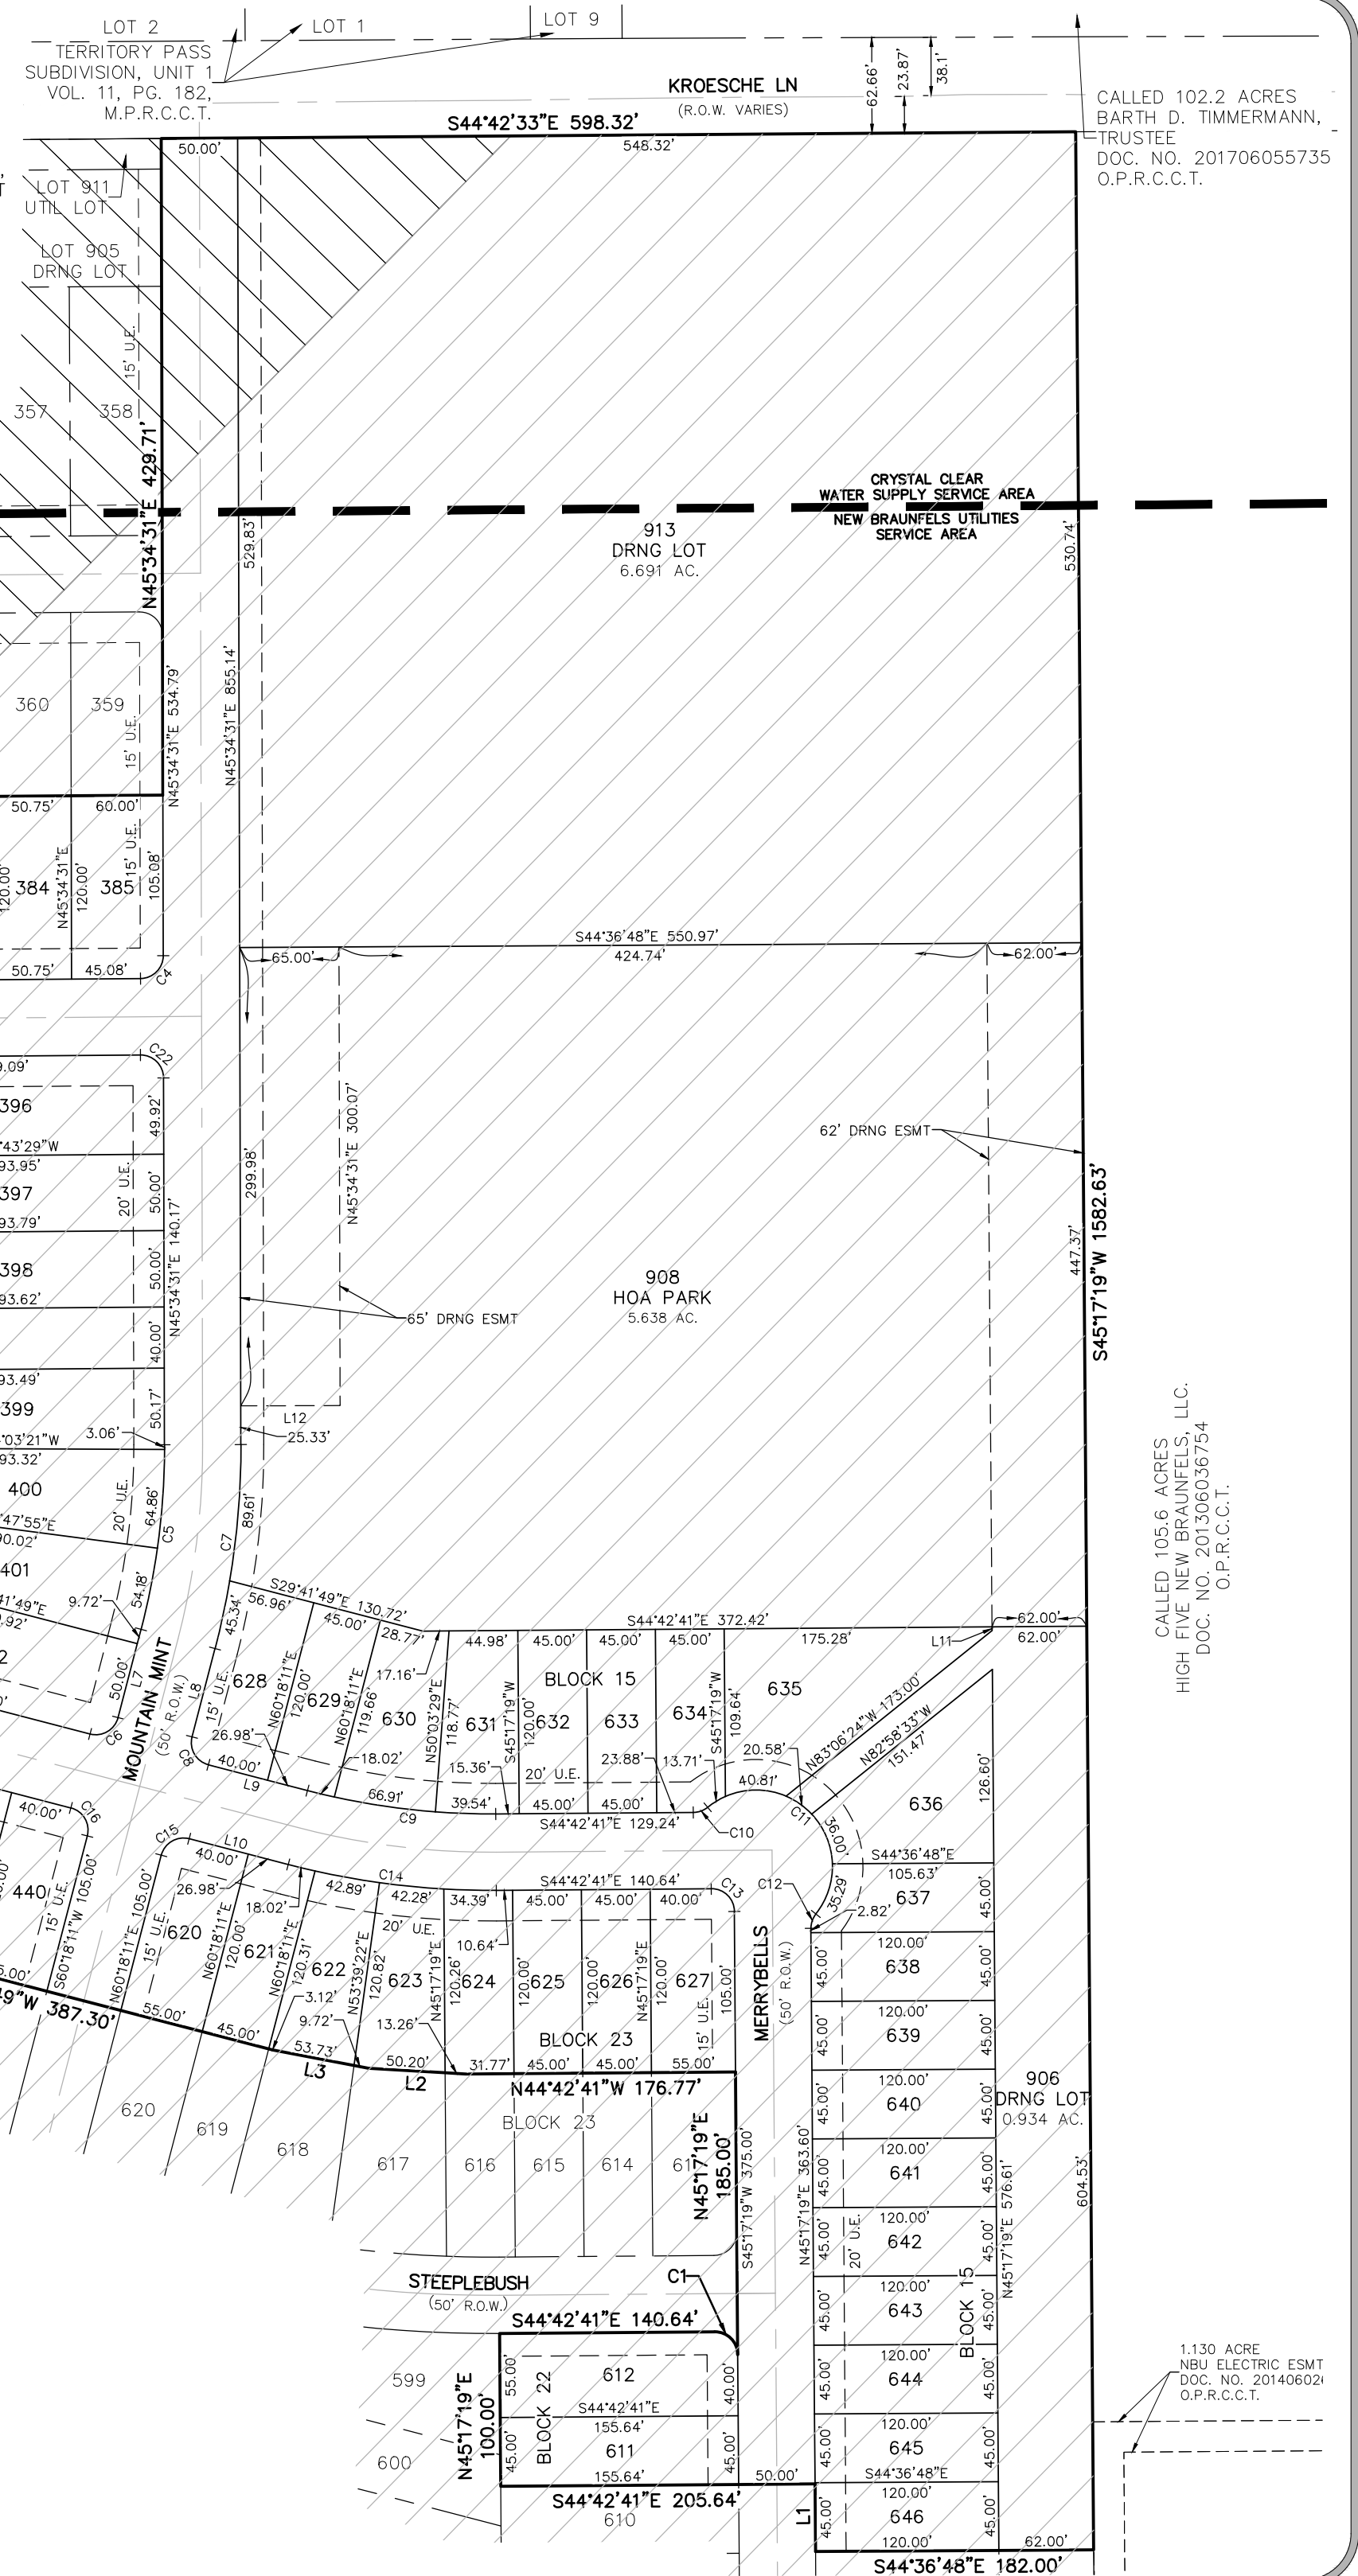 LOT 2
LOT 1
LOT 9
TERRITORY PASS
SUBDIVISION, UNIT 1
VOL. 11, PG. 182,
M.P.R.C.C.T.
KROESCHE LN
(R.O.W. VARIES)
62.66'
23.87'
38.1'
CALLED 102.2 ACRES
BARTH D. TIMMERMANN,
TRUSTEE
DOC. NO. 201706055735
O.P.R.C.C.T.
S44°42'33"E 598.32'
50.00'
548.32'
LOT 911
UTIL LOT
LOT 905
DRNG LOT
15' U.E.
357
358
N45°34'31"E 429.71'
CRYSTAL CLEAR
WATER SUPPLY SERVICE AREA
NEW BRAUNFELS UTILITIES
SERVICE AREA
529.83'
530.74'
913
DRNG LOT
6.691 AC.
N45°34'31"E 855.14'
N45°34'31"E 534.79'
360
359
15' U.E.
50.75'
60.00'
120.00'
384
N45°34'31"E
120.00'
385
15' U.E.
105.08'
50.75'
45.08'
C4
S44°36'48"E 550.97'
65.00'
424.74'
62.00'
C22
9.09'
396
49.92'
°43'29"W
93.95'
397
20' U.E.
50.00'
93.79'
N45°34'31"E 140.17'
398
50.00'
93.62'
40.00'
93.49'
399
50.17'
3.06'
°03'21"W
93.32'
400
20' U.E.
64.86'
C5
299.98'
N45°34'31"E 300.07'
62' DRNG ESMT
908
HOA PARK
5.638 AC.
65' DRNG ESMT
447.37'
S45°17'19"W 1582.63'
L12
25.33'
CALLED 105.6 ACRES
HIGH FIVE NEW BRAUNFELS, LLC.
DOC. NO. 201306036754
O.P.R.C.C.T.
89.61'
C7
°47'55"E
90.02'
401
54.18'
9.72'
°41'49"E
50.00'
L7
C6
MOUNTAIN MINT
(50' R.O.W.)
S29°41'49"E 130.72'
56.96'
45.00'
28.77'
45.34'
L8
15' U.E.
C8
628
N60°18'11"E
120.00'
629
N60°18'11"E
119.66'
630
17.16'
N50°03'29"E
118.77'
26.98'
18.02'
40.00'
L9
66.91'
C9
S44°42'41"E 372.42'
44.98'
45.00'
45.00'
45.00'
175.28'
L11
62.00'
62.00'
BLOCK 15
631
S45°17'19"W
120.00'
632
633
634
S45°17'19"W
109.64'
635
N83°06'24"W 173.00'
N82°58'33"W
151.47'
23.88'
13.71'
20.58'
15.36'
20' U.E.
39.54'
45.00'
45.00'
40.81'
C11
S44°42'41"E 129.24'
C10
126.60'
636
36.00'
S44°36'48"E
105.63'
637
35.29'
C12
2.82'
45.00'
40.00'
C16
C15
L10
40.00'
26.98'
18.02'
440
15' U.E.
S60°18'11"W 105.00'
N60°18'11"E 105.00'
15' U.E.
620
N60°18'11"E
120.00'
621
N60°18'11"E
120.31'
622
N53°39'22"E
120.82'
623
42.89'
C14
42.28'
34.39'
S44°42'41"E 140.64'
45.00'
45.00'
40.00'
C13
20' U.E.
10.64'
N45°17'19"E
120.26'
624
120.00'
625
120.00'
626
N45°17'19"E
120.00'
627
15' U.E.
105.00'
BLOCK 23
MERRYBELLS
(50' R.O.W.)
55.00'
45.00'
3.12'
9.72'
53.73'
13.26'
50.20'
31.77'
45.00'
45.00'
55.00'
9"W 387.30'
L3
L2
N44°42'41"W 176.77'
620
619
618
617
616
615
614
BLOCK 23
N45°17'19"E
185.00'
S45°17'19"W 375.00'
N45°17'19"E 363.60'
120.00'
638
45.00'
45.00'
120.00'
639
45.00'
45.00'
120.00'
640
45.00'
45.00'
120.00'
641
45.00'
45.00'
120.00'
642
45.00'
45.00'
20' U.E.
120.00'
643
45.00'
45.00'
BLOCK 15
120.00'
644
45.00'
45.00'
120.00'
645
45.00'
45.00'
S44°36'48"E
120.00'
646
45.00'
45.00'
120.00'
62.00'
S44°36'48"E 182.00'
N45°17'19"E 576.61'
906
DRNG LOT
0.934 AC.
604.53'
STEEPLEBUSH
(50' R.O.W.)
C1
S44°42'41"E 140.64'
599
600
N45°17'19"E
100.00'
55.00'
BLOCK 22
612
40.00'
S44°42'41"E
155.64'
45.00'
611
45.00'
155.64'
50.00'
S44°42'41"E 205.64'
610
L1
1.130 ACRE
NBU ELECTRIC ESMT
DOC. NO. 20140602
O.P.R.C.C.T.